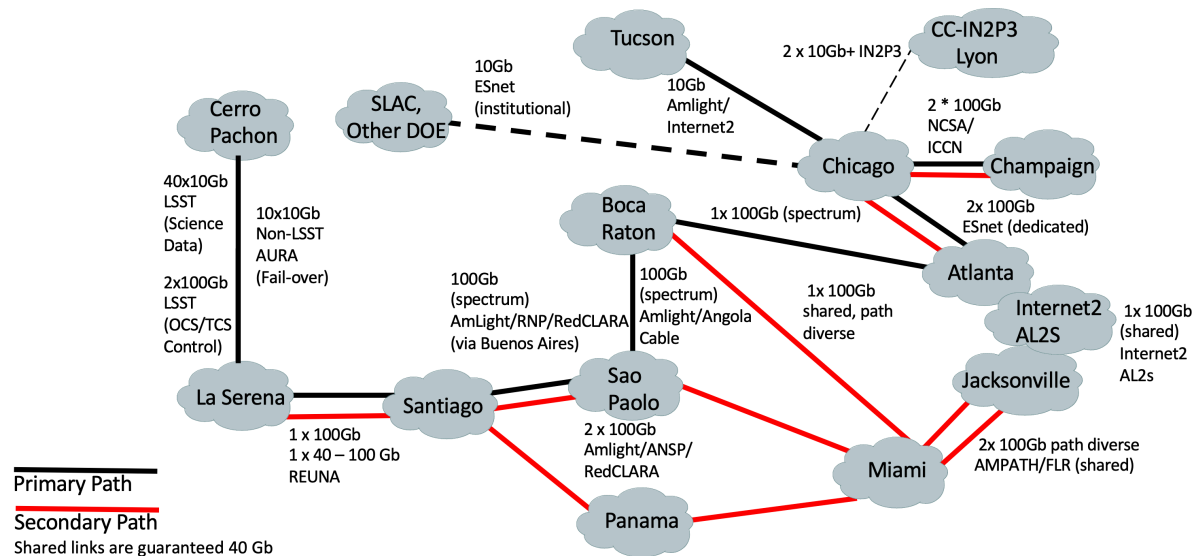 Tucson
2 x 10Gb+ IN2P3
CC-IN2P3
Lyon
10Gb
ESnet
(institutional)
10Gb
Amlight/
Internet2
SLAC,
Other DOE
Cerro
Pachon
2 * 100Gb
NCSA/
ICCN
Chicago
Champaign
40x10Gb
LSST
(Science
Data)
2x100Gb
LSST
(OCS/TCS
Control)
10x10Gb
Non-LSST
AURA
(Fail-over)
Boca
Raton
1x 100Gb (spectrum)
2x 100Gb
ESnet (dedicated)
Atlanta
100Gb
(spectrum)
AmLight/RNP/RedCLARA
(via Buenos Aires)
100Gb
(spectrum)
Amlight/Angola
Cable
1x 100Gb
shared, path
diverse
Internet2
AL2S
1x 100Gb
(shared)
Internet2
AL2s
La Serena
Santiago
Sao
Paolo
Jacksonville
1 x 100Gb
1 x 40 – 100 Gb
REUNA
2 x 100Gb
Amlight/ANSP/
RedCLARA
Miami
2x 100Gb path diverse
AMPATH/FLR (shared)
Panama
Primary Path
Secondary Path
Shared links are guaranteed 40 Gb